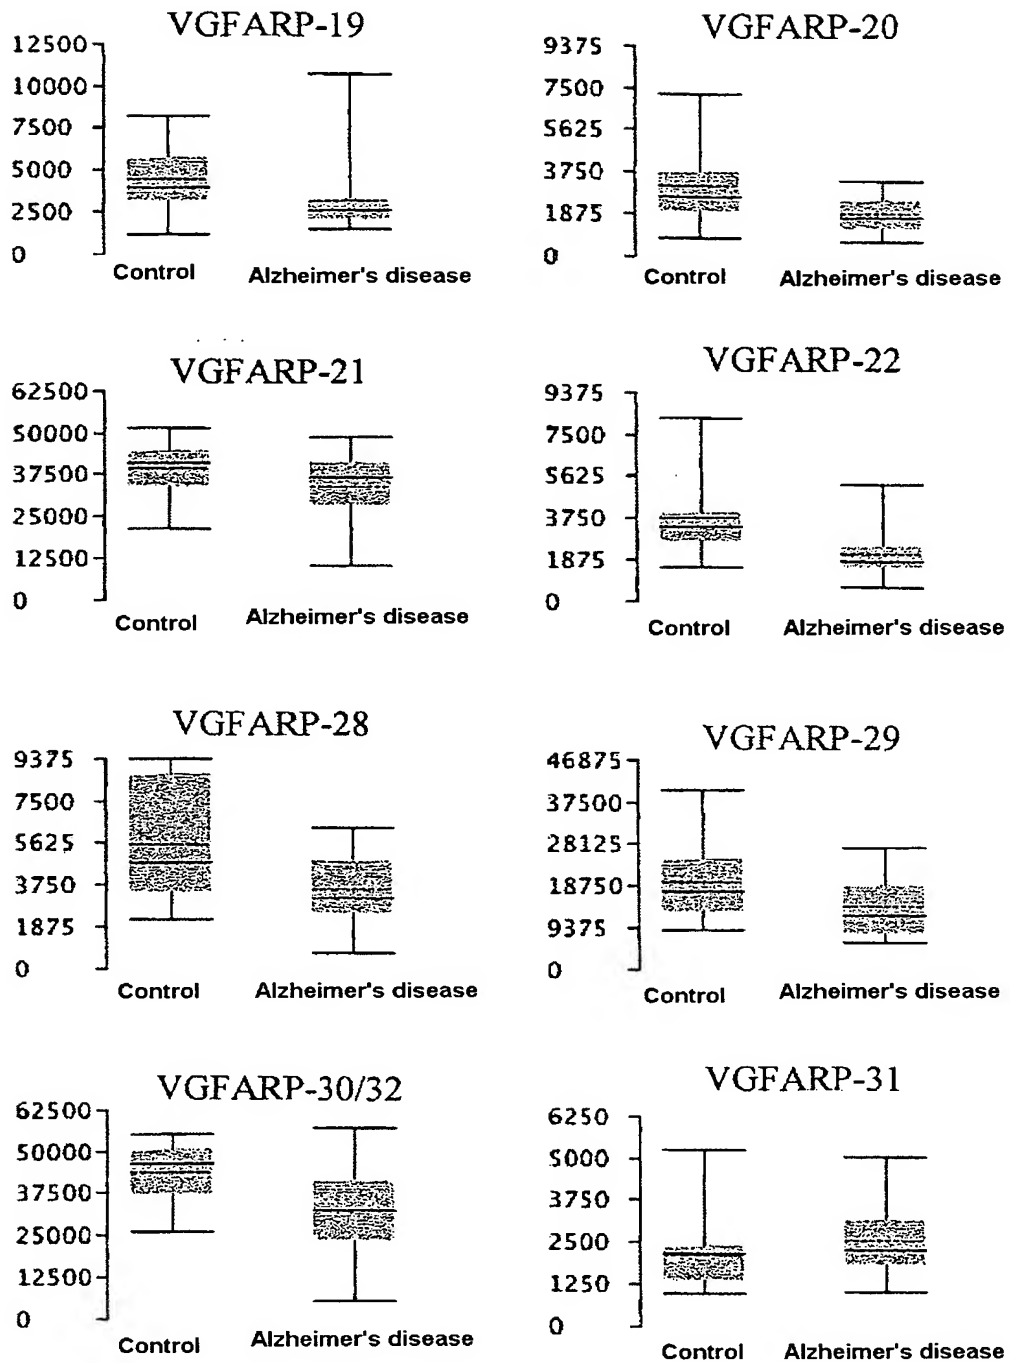 VGFARP-19
12500
10000
7500
5000
2500
0
Control
Alzheimer's disease
VGFARP-20
9375
7500
5625
3750
1875
0
Control
Alzheimer's disease
VGFARP-21
62500
50000
37500
25000
12500
0
Control
Alzheimer's disease
VGFARP-22
9375
7500
5625
3750
1875
0
Control
Alzheimer's disease
VGFARP-28
9375
7500
5625
3750
1875
0
Control
Alzheimer's disease
VGFARP-29
46875
37500
28125
18750
9375
0
Control
Alzheimer's disease
VGFARP-30/32
62500
50000
37500
25000
12500
0
Control
Alzheimer's disease
VGFARP-31
6250
5000
3750
2500
1250
0
Control
Alzheimer's disease